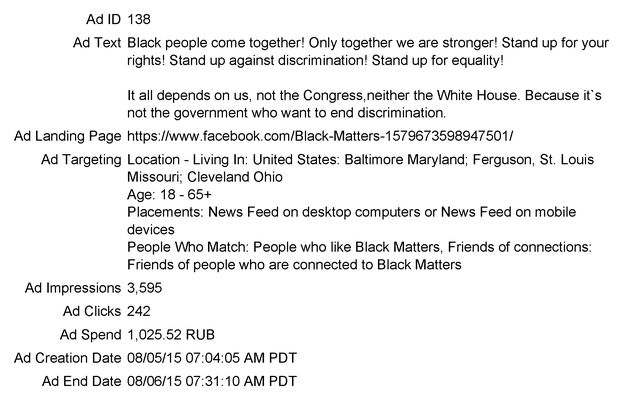 Ad ID 138
Ad Text Black people come together! Only together we are stronger! Stand up for your
rights! Stand up against discrimination! Stand up for equality!
It all depends on us, not the Congress,neither the White House. Because it`s
not the government who want to end discrimination.
Ad Landing Page https://www.facebook.com/Black-Matters-1579673598947501/
Ad Targeting Location - Living In: United States: Baltimore Maryland; Ferguson, St. Louis
Missouri; Cleveland Ohio
Age: 18 - 65+
Placements: News Feed on desktop computers or News Feed on mobile
devices
People Who Match: People who like Black Matters, Friends of connections:
Friends of people who are connected to Black Matters
Ad Impressions 3,595
Ad Clicks 242
Ad Spend 1,025.52 RUB
Ad Creation Date 08/05/15 07:04:05 AM PDT
Ad End Date 08/06/15 07:31:10 AM PDT